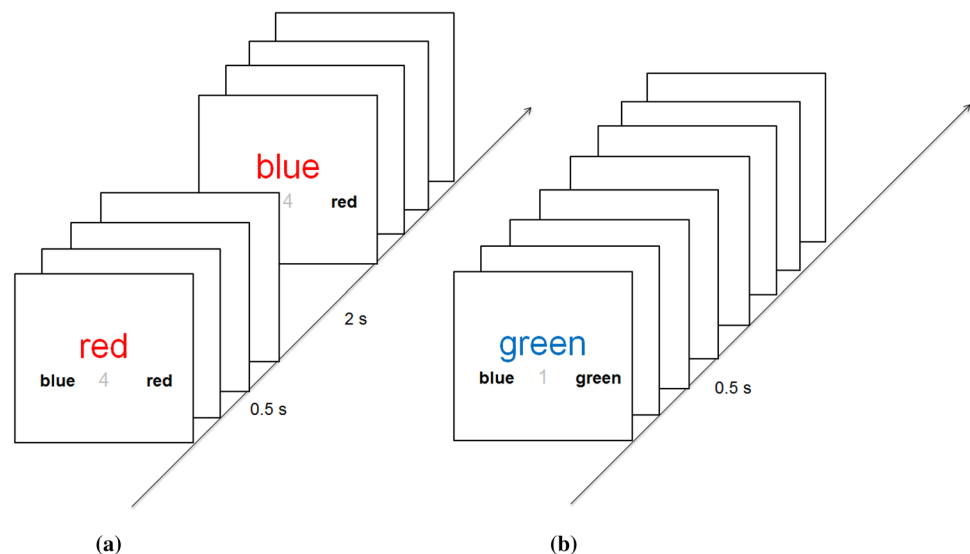 blue
4 red
red
blue 4 red
0.5 s
2 s
(a)
green
blue 1 green
0.5 s
(b)